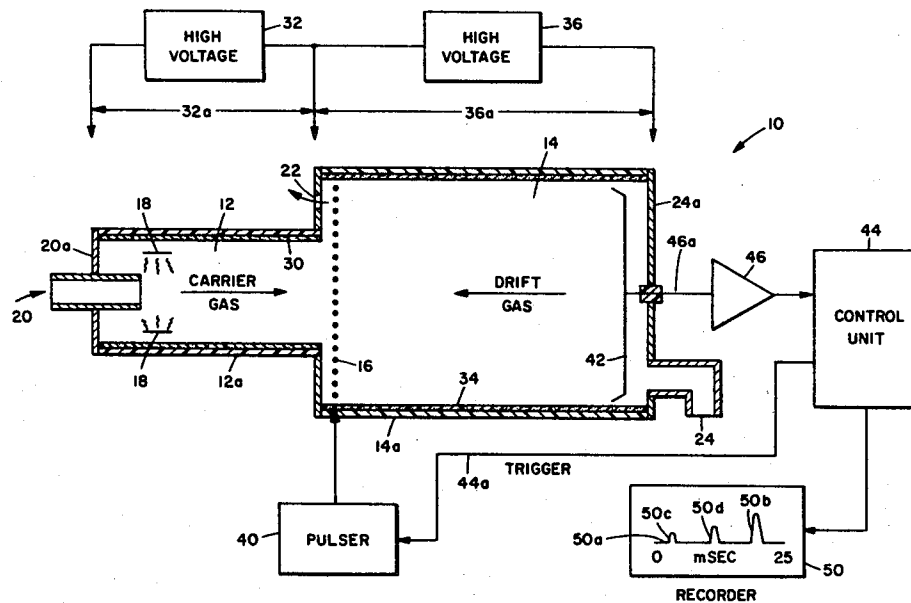 HIGH
VOLTAGE
32
HIGH
VOLTAGE
36
32a
36a
10
22
14
24a
20a
18
12
30
46a
46
44
20
CARRIER
GAS
DRIFT
GAS
CONTROL
UNIT
18
12a
16
34
42
14a
24
44a
TRIGGER
40
PULSER
50c
50d
50b
50a
0
mSEC
25
50
RECORDER